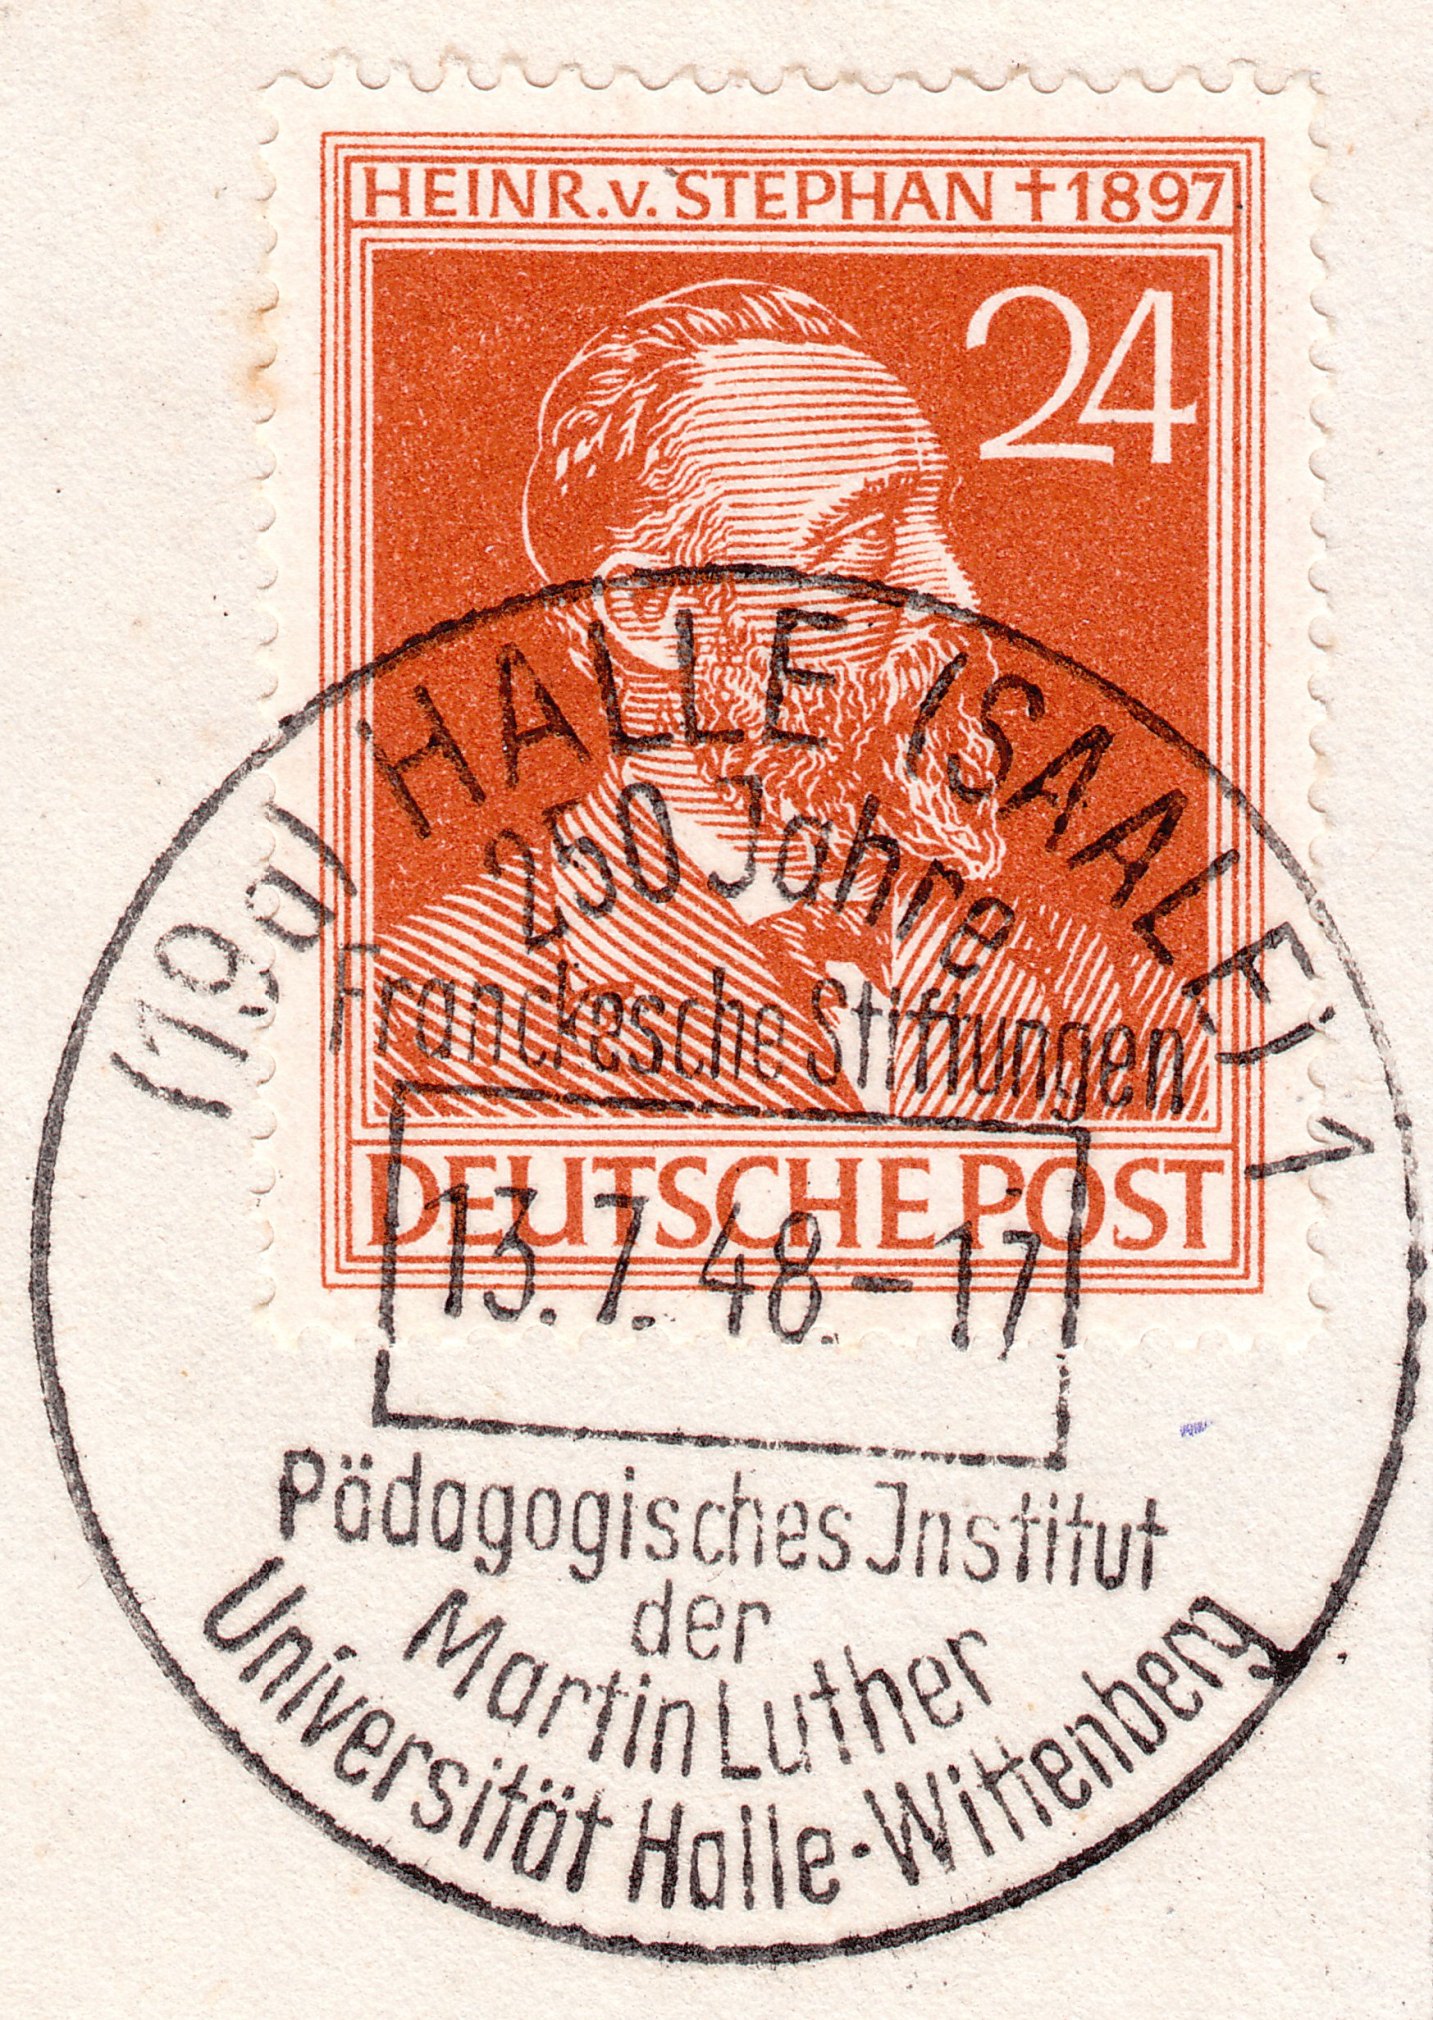 HEINR. v. STEPHAN †1897
24
(19a) HALLE (SAALE) 1
250 Jahre
Franckesche Stiftungen
DEUTSCHE POST
13.7.48.-17
Pädagogisches Institut
der
Martin Luther
Universität Halle-Wittenberg